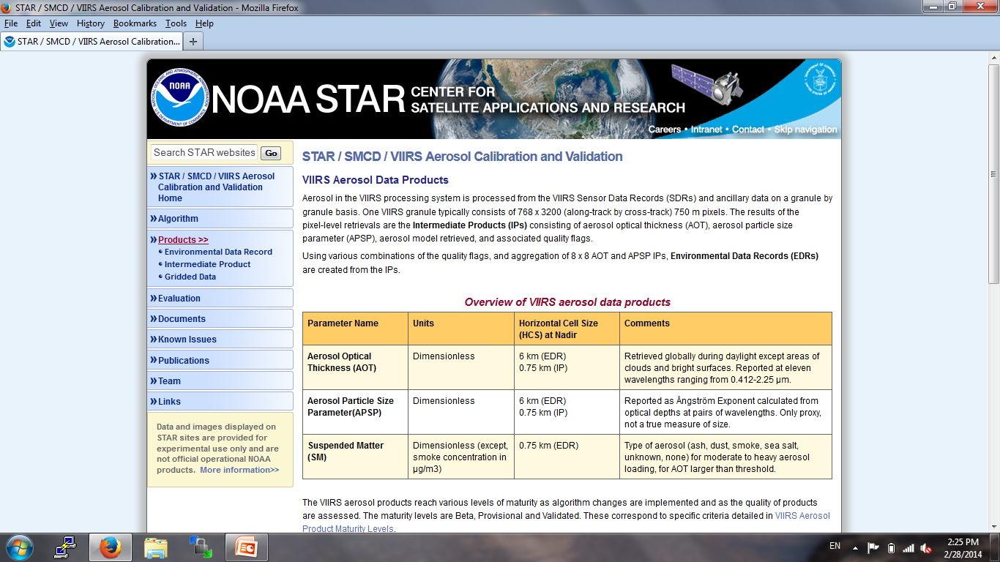 STAR / SMCD / VIIRS Aerosol Calibration and Validation - Mozilla Firefox
File Edit View History Bookmarks Tools Help
STAR / SMCD / VIIRS Aerosol Calibration...
NOAA
NOAA STAR CENTER FOR
SATELLITE APPLICATIONS AND RESEARCH
Careers • Intranet • Contact • Skip navigation
Search STAR websites Go
» STAR / SMCD / VIIRS Aerosol
Calibration and Validation
Home
» Algorithm
» Products >>
• Environmental Data Record
• Intermediate Product
• Gridded Data
» Evaluation
» Documents
» Known Issues
» Publications
» Team
» Links
Data and images displayed on
STAR sites are provided for
experimental use only and are
not official operational NOAA
products. More information>>
STAR / SMCD / VIIRS Aerosol Calibration and Validation
VIIRS Aerosol Data Products
Aerosol in the VIIRS processing system is processed from the VIIRS Sensor Data Records (SDRs) and ancillary data on a granule by
granule basis. One VIIRS granule typically consists of 768 x 3200 (along-track by cross-track) 750 m pixels. The results of the
pixel-level retrievals are the Intermediate Products (IPs) consisting of aerosol optical thickness (AOT), aerosol particle size
parameter (APSP), aerosol model retrieved, and associated quality flags.
Using various combinations of the quality flags, and aggregation of 8 x 8 AOT and APSP IPs, Environmental Data Records (EDRs)
are created from the IPs.
Overview of VIIRS aerosol data products
Parameter Name Units Horizontal Cell Size
(HCS) at Nadir Comments
Aerosol Optical
Thickness (AOT) Dimensionless 6 km (EDR)
0.75 km (IP) Retrieved globally during daylight except areas of
clouds and bright surfaces. Reported at eleven
wavelengths ranging from 0.412-2.25 µm.
Aerosol Particle Size
Parameter(APSP) Dimensionless 6 km (EDR)
0.75 km (IP) Reported as Ångström Exponent calculated from
optical depths at pairs of wavelengths. Only proxy,
not a true measure of size.
Suspended Matter
(SM) Dimensionless (except,
smoke concentration in
µg/m3) 0.75 km (EDR) Type of aerosol (ash, dust, smoke, sea salt,
unknown, none) for moderate to heavy aerosol
loading, for AOT larger than threshold.
The VIIRS aerosol products reach various levels of maturity as algorithm changes are implemented and as the quality of products
are assessed. The maturity levels are Beta, Provisional and Validated. These correspond to specific criteria detailed in VIIRS Aerosol
Product Maturity Levels.
EN
2:25 PM
2/28/2014